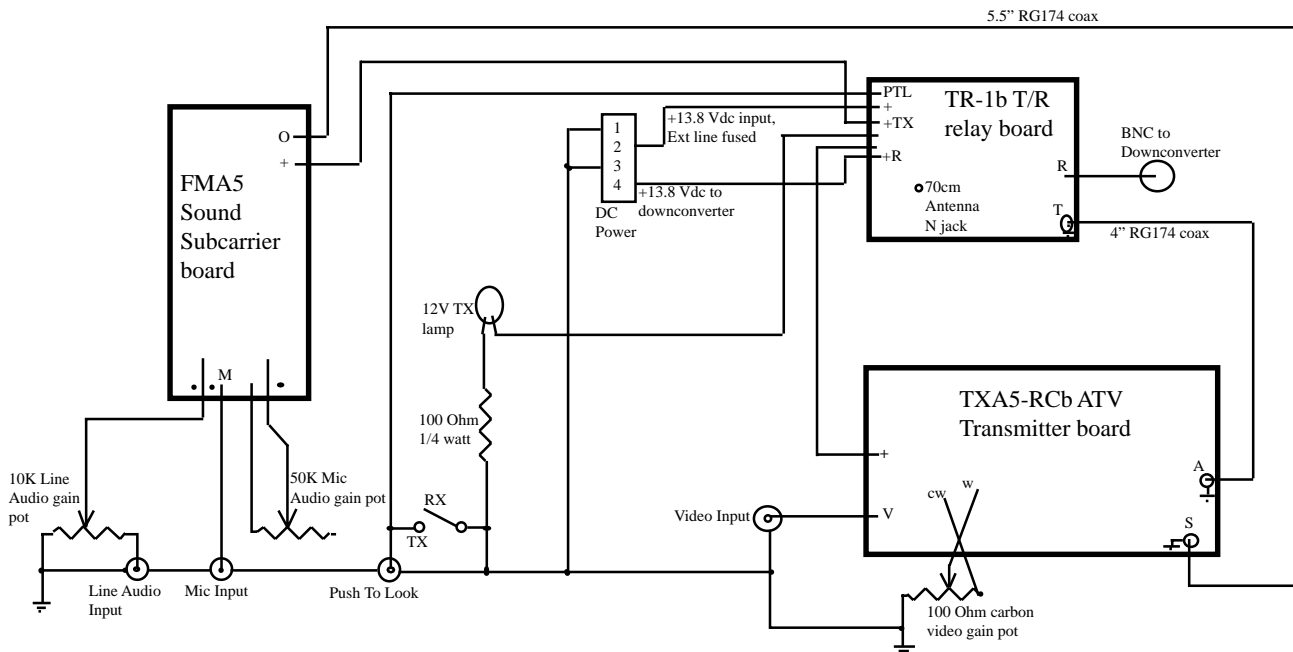 5.5” RG174 coax
O
+
FMA5
Sound
Subcarrier
board
M
PTL
+
+TX
+R
TR-1b T/R
relay board
R
T
70cm
Antenna
N jack
BNC to
Downconverter
4” RG174 coax
+13.8 Vdc input,
Ext line fused
1
2
3
4
DC
Power
+13.8 Vdc to
downconverter
12V TX
lamp
100 Ohm
1/4 watt
RX
TX
10K Line
Audio gain
pot
50K Mic
Audio gain pot
Line Audio
Input
Mic Input
Push To Look
Video Input
TXA5-RCb ATV
Transmitter board
+
V
cw
w
A
S
100 Ohm carbon
video gain pot